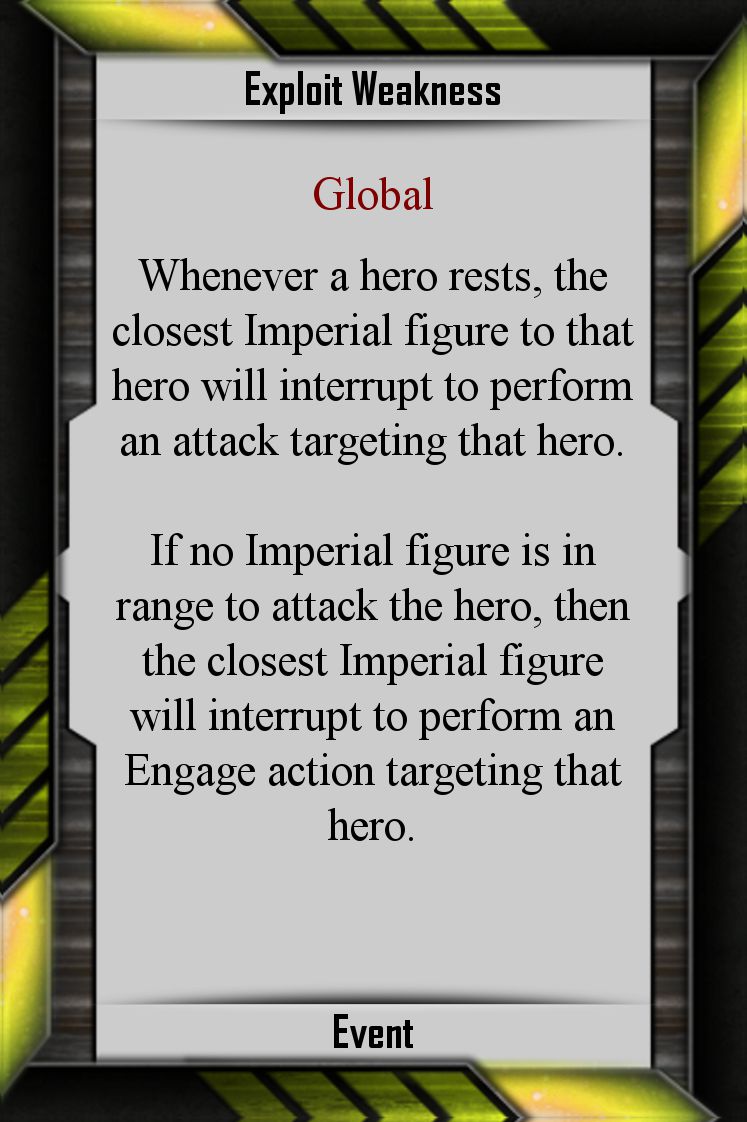 Exploit Weakness
Global
Whenever a hero rests, the
closest Imperial figure to that
hero will interrupt to perform
an attack targeting that hero.
If no Imperial figure is in
range to attack the hero, then
the closest Imperial figure
will interrupt to perform an
Engage action targeting that
hero.
Event